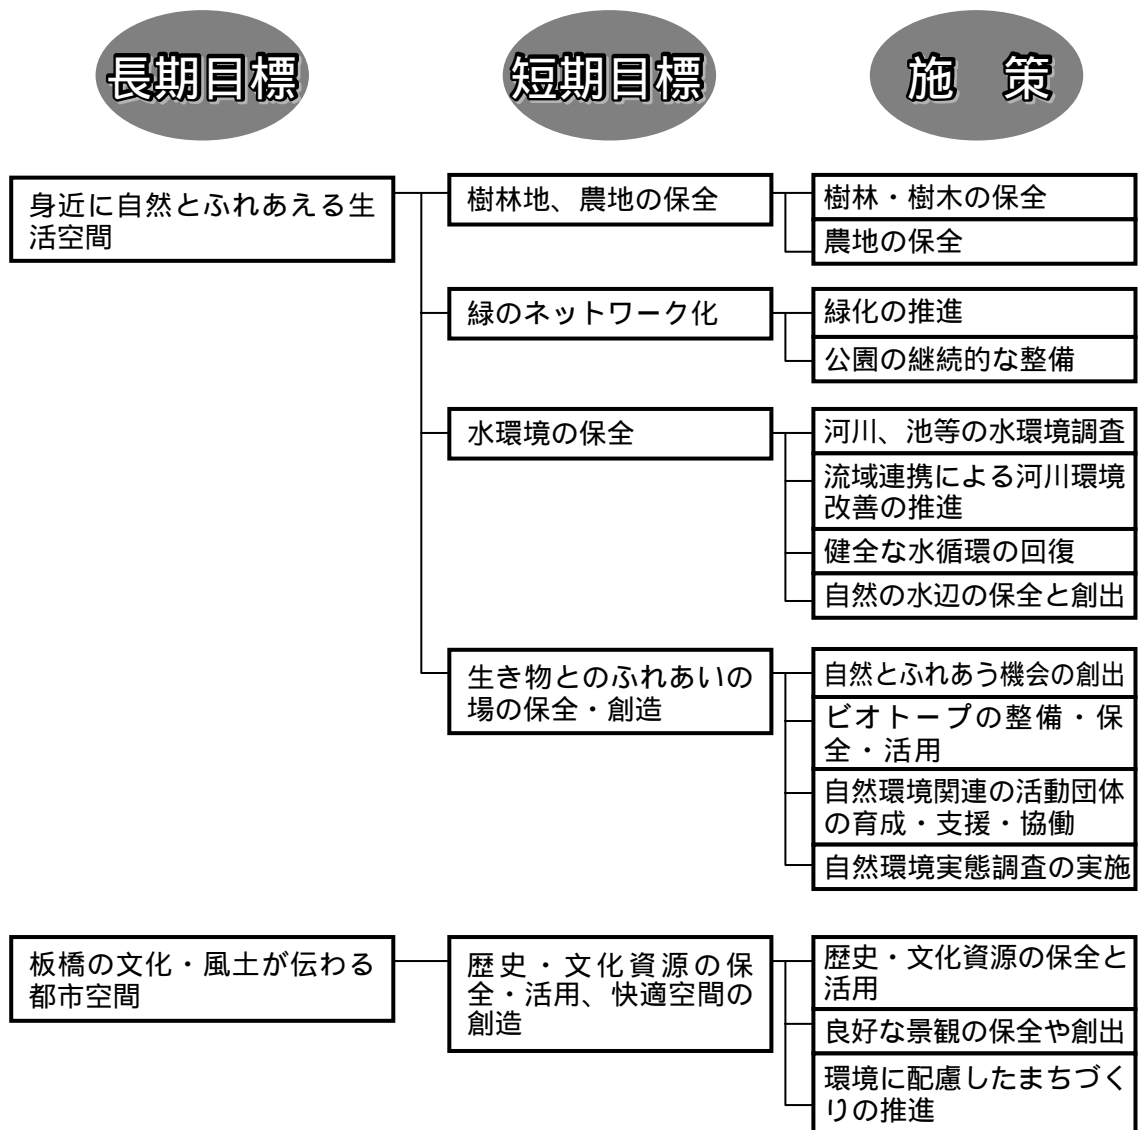 長期目標 短期目標 施　策
身近に自然とふれあえる生
活空間
樹林地、農地の保全
樹林・樹木の保全
農地の保全
緑のネットワーク化
緑化の推進
公園の継続的な整備
水環境の保全
河川、池等の水環境調査
流域連携による河川環境
改善の推進
健全な水循環の回復
自然の水辺の保全と創出
生き物とのふれあいの
場の保全・創造
自然とふれあう機会の創出
ビオトープの整備・保
全・活用
自然環境関連の活動団体
の育成・支援・協働
自然環境実態調査の実施
板橋の文化・風土が伝わる
都市空間
歴史・文化資源の保
全・活用、快適空間の
創造
歴史・文化資源の保全と
活用
良好な景観の保全や創出
環境に配慮したまちづく
りの推進